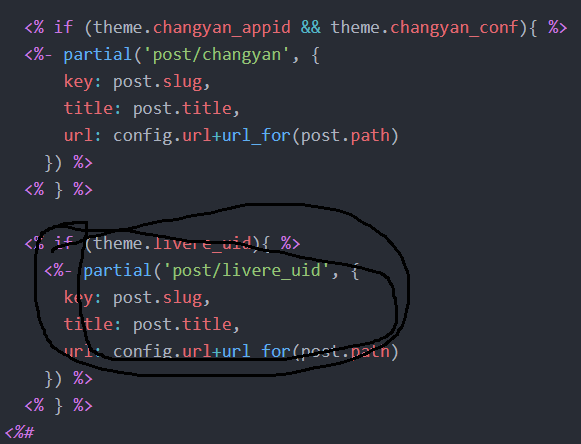 <% if (theme.changyan_appid && theme.changyan_conf){ %>
<%- partial('post/changyan', {
key: post.slug,
title: post.title,
url: config.url+url_for(post.path)
}) %>
<% } %>
<% if (theme.livere_uid){ %>
<%- partial('post/livere_uid', {
key: post.slug,
title: post.title,
url: config.url+url_for(post.path)
}) %>
<% } %>
<%#